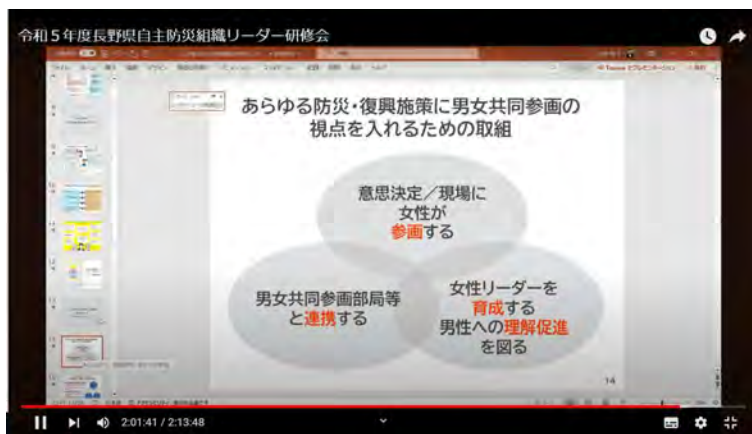 令和5年度長野県自主防災組織リーダー研修会
あらゆる防災・復興施策に男女共同参画の
視点を入れるための取組
意思決定／現場に
女性が
参画する
男女共同参画部局等
と連携する
女性リーダーを
育成する
男性への理解促進
を図る
14
2:01:41 / 2:13:48